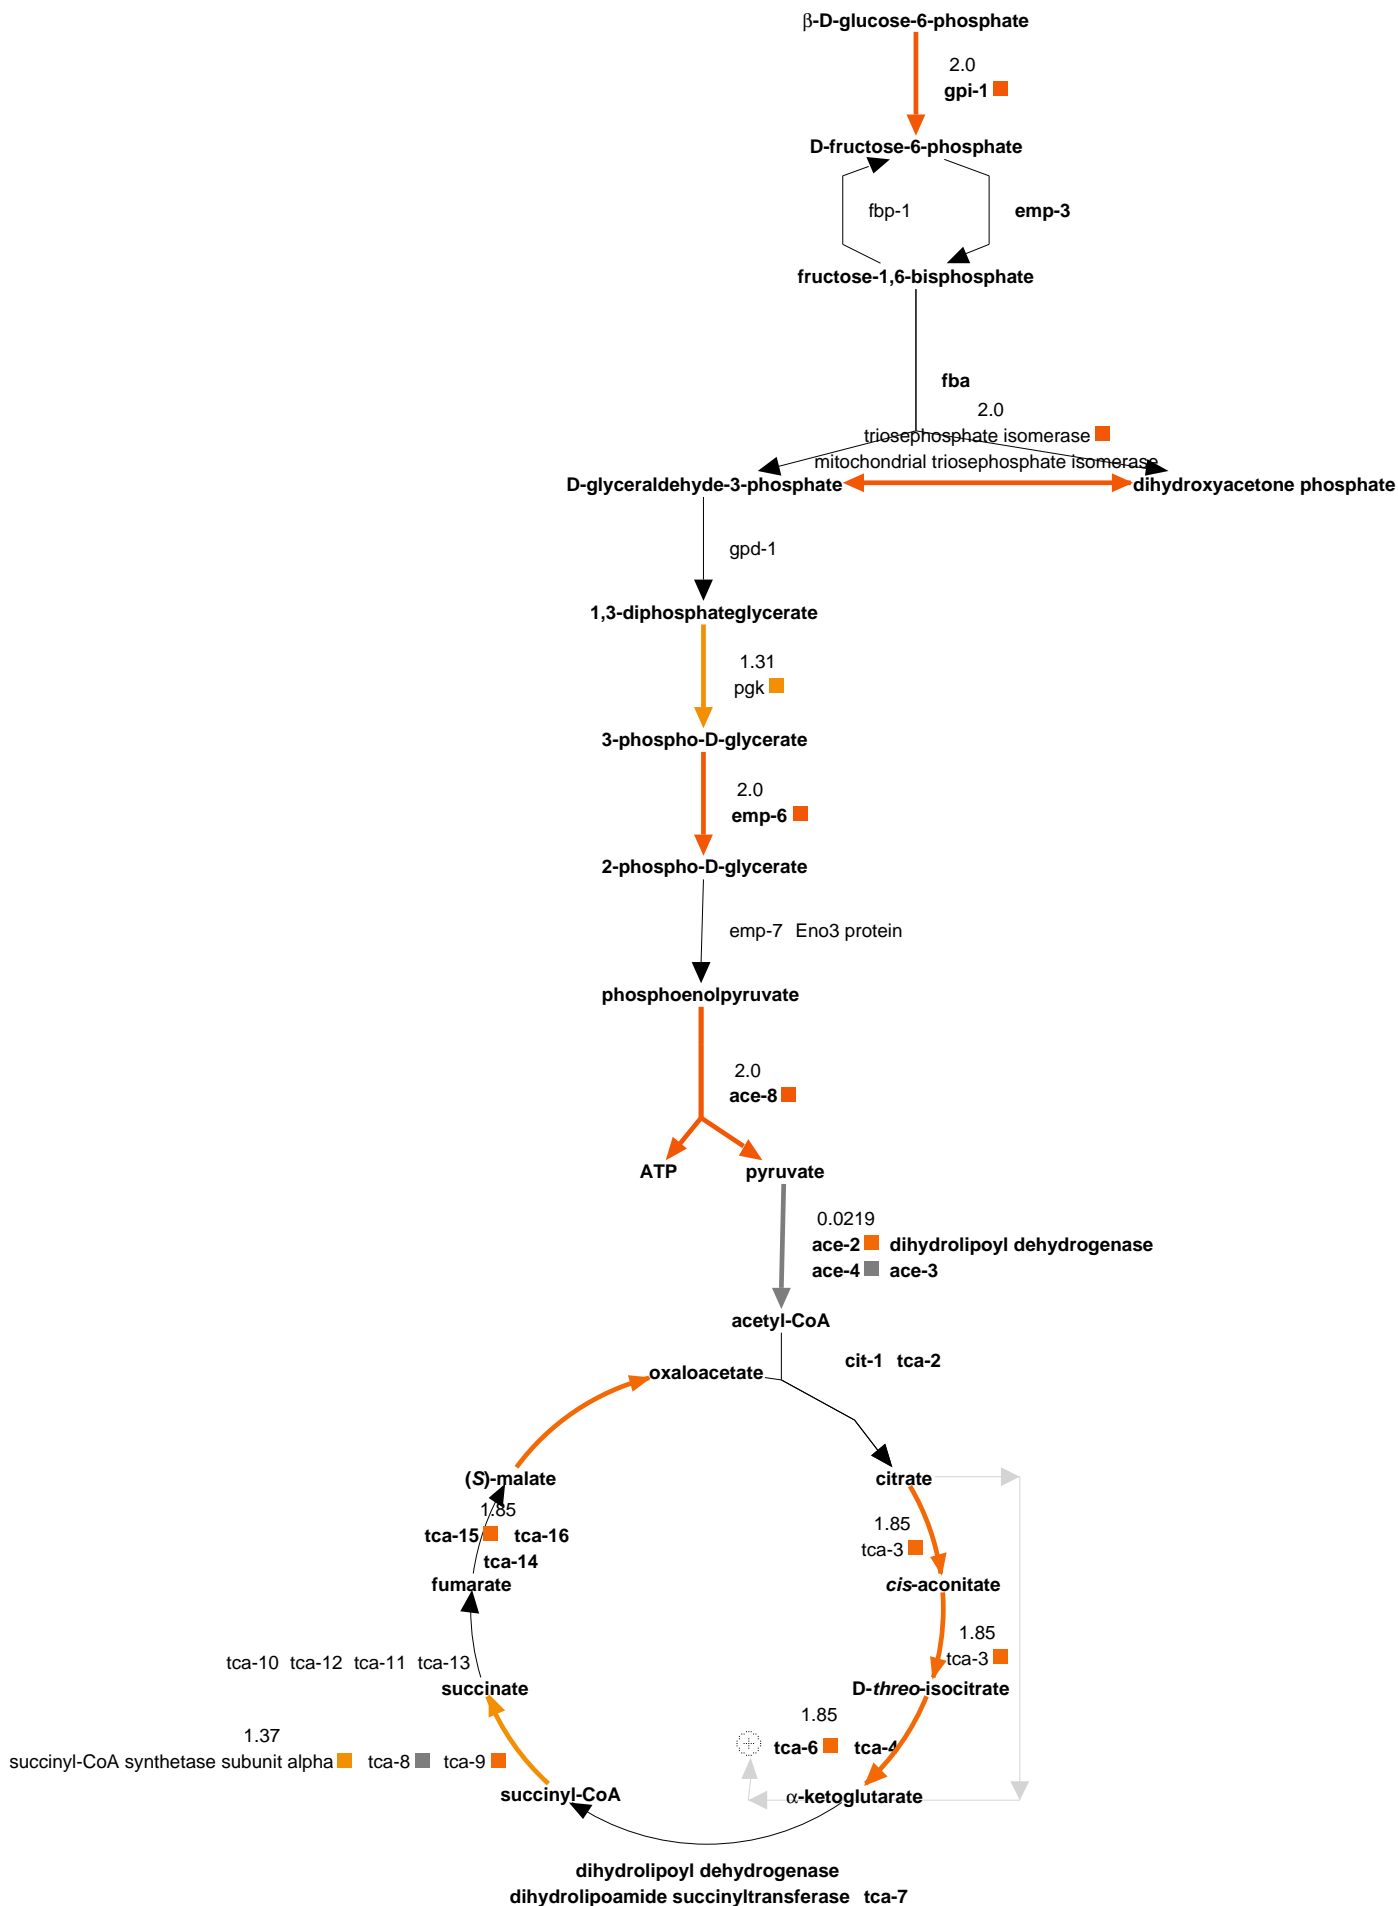 β-D-glucose-6-phosphate
2.0
gpi-1
D-fructose-6-phosphate
fbp-1 emp-3
fructose-1,6-bisphosphate
fba
2.0
triosephosphate isomerase
mitochondrial triosephosphate isomerase
D-glyceraldehyde-3-phosphate dihydroxyacetone phosphate
gpd-1
1,3-diphosphateglycerate
1.31
pgk
3-phospho-D-glycerate
2.0
emp-6
2-phospho-D-glycerate
emp-7 Eno3 protein
phosphoenolpyruvate
2.0
ace-8
ATP pyruvate
0.0219
ace-2 dihydrolipoyl dehydrogenase
ace-4 ace-3
acetyl-CoA
cit-1 tca-2
oxaloacetate
(S)-malate citrate
1.85
tca-15 tca-16
tca-14
1.85
tca-3
fumarate cis-aconitate
1.85
tca-3
tca-10 tca-12 tca-11 tca-13
succinate D-threo-isocitrate
1.37
succinyl-CoA synthetase subunit alpha tca-8 tca-9
1.85
tca-6 tca-4
succinyl-CoA α-ketoglutarate
dihydrolipoyl dehydrogenase
dihydrolipoamide succinyltransferase tca-7